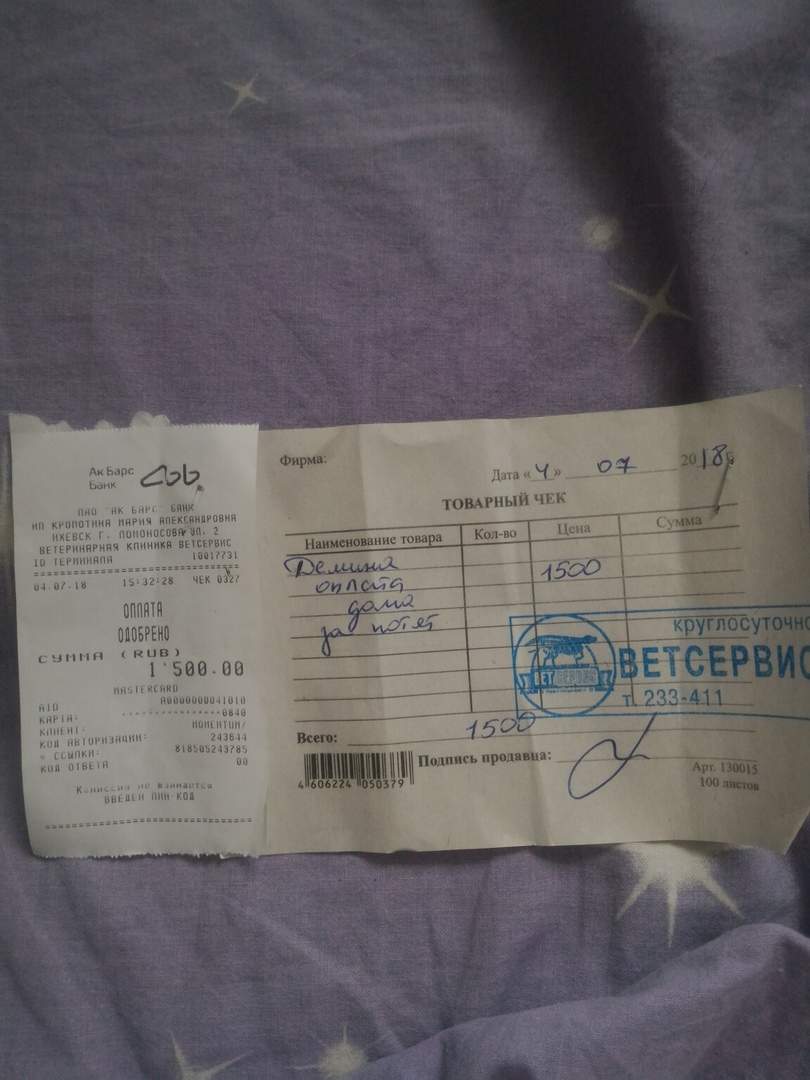 Ак Барс
Банк
ПАО "АК БАРС" БАНК
ИП КРОПОТИНА МАРИЯ АЛЕКСАНДРОВНА
ИЖЕВСК Г. ЛОМОНОСОВА УЛ. 2
ВЕТЕРИНАРНАЯ КЛИНИКА ВЕТСЕРВИС
ID ТЕРМИНАЛА 10017731
04.07.18 15:32:28 ЧЕК 0327
ОПЛАТА
ОДОБРЕНО
СУММА (RUB)
1'500.00
MASTERCARD
AID A0000000041010
КАРТА: ************0840
КЛИЕНТ: MOMENTUM/
КОД АВТОРИЗАЦИИ: 243644
№ ССЫЛКИ: 818505243785
КОД ОТВЕТА 00
Комиссия не взимается
ВВЕДЕН ПИН-КОД
Фирма:
Дата «4» 07 2018
ТОВАРНЫЙ ЧЕК
Наименование товара Кол-во Цена Сумма
Демина 1500
оплата
за
круглосуточно
ВЕТСЕРВИС
ВЕТСЕРВИС
т. 233-411
Всего: 1500
Подпись продавца:
4 606224 050379
Арт. 130015
100 листов